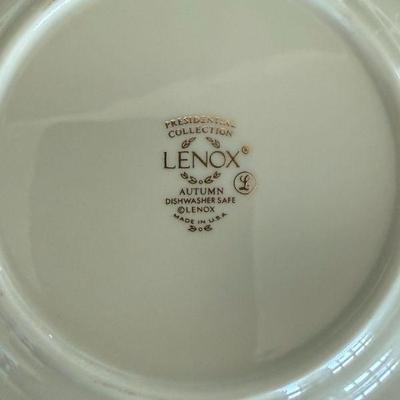 PRESIDENTIAL
COLLECTION
LENOX®
AUTUMN
L
DISHWASHER SAFE
©LENOX
MADE IN U.S.A.